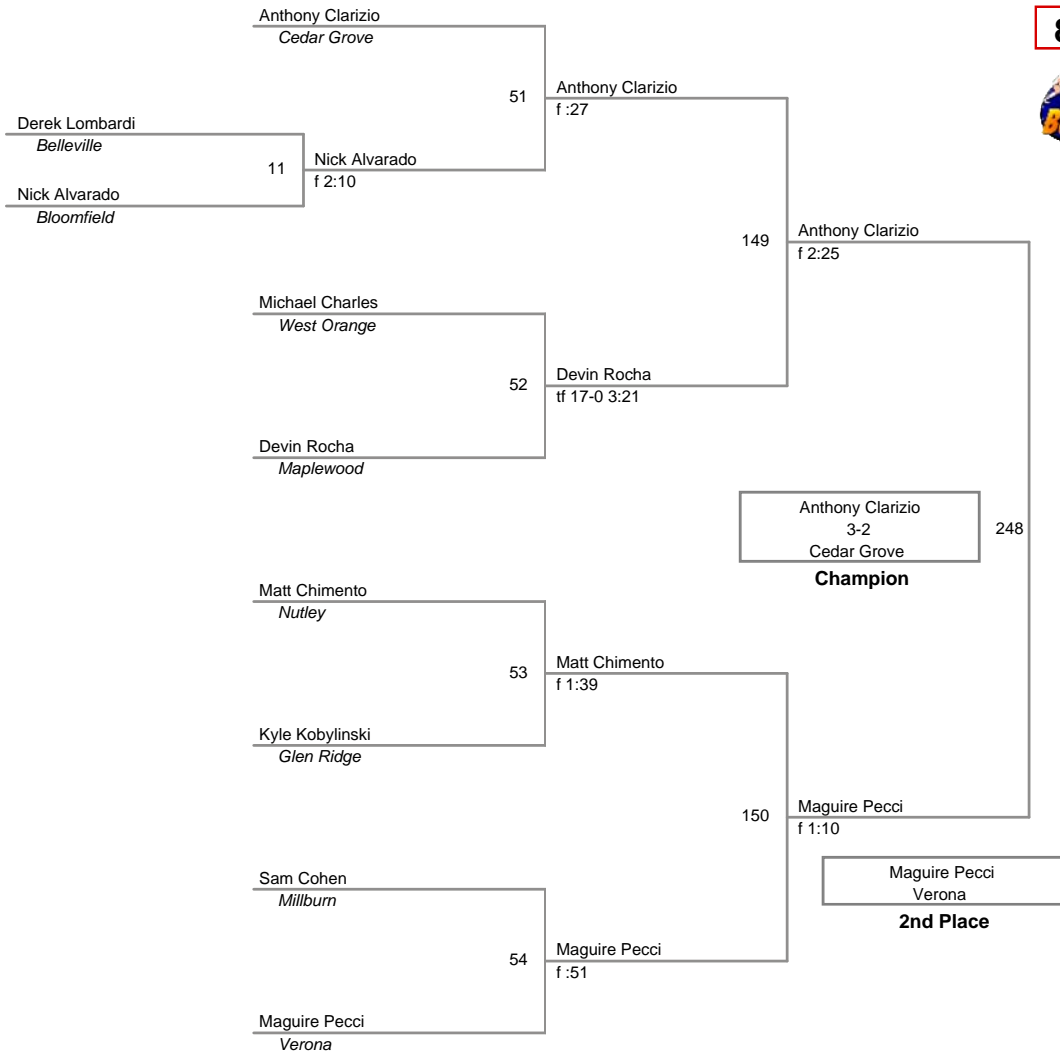 Anthony Clarizio
Cedar Grove
8
51
Anthony Clarizio
f :27
Derek Lombardi
Belleville
11
Nick Alvarado
f 2:10
Nick Alvarado
Bloomfield
149
Anthony Clarizio
f 2:25
Michael Charles
West Orange
52
Devin Rocha
tf 17-0 3:21
Devin Rocha
Maplewood
Anthony Clarizio
3-2
Cedar Grove
248
Champion
Matt Chimento
Nutley
53
Matt Chimento
f 1:39
Kyle Kobylinski
Glen Ridge
150
Maguire Pecci
f 1:10
Sam Cohen
Millburn
Maguire Pecci
Verona
2nd Place
54
Maguire Pecci
f :51
Maguire Pecci
Verona